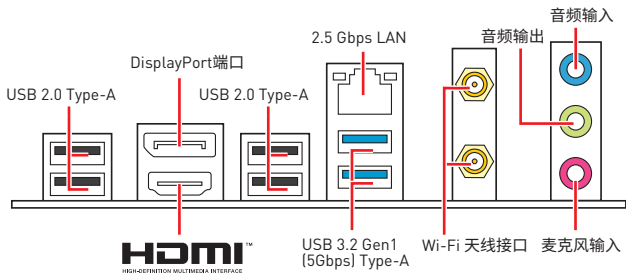 音频输入
2.5 Gbps LAN
音频输出
DisplayPort端口
USB 2.0 Type-A
USB 2.0 Type-A
HDMI™
HIGH-DEFINITION MULTIMEDIA INTERFACE
USB 3.2 Gen1
(5Gbps) Type-A
Wi-Fi 天线接口
麦克风输入